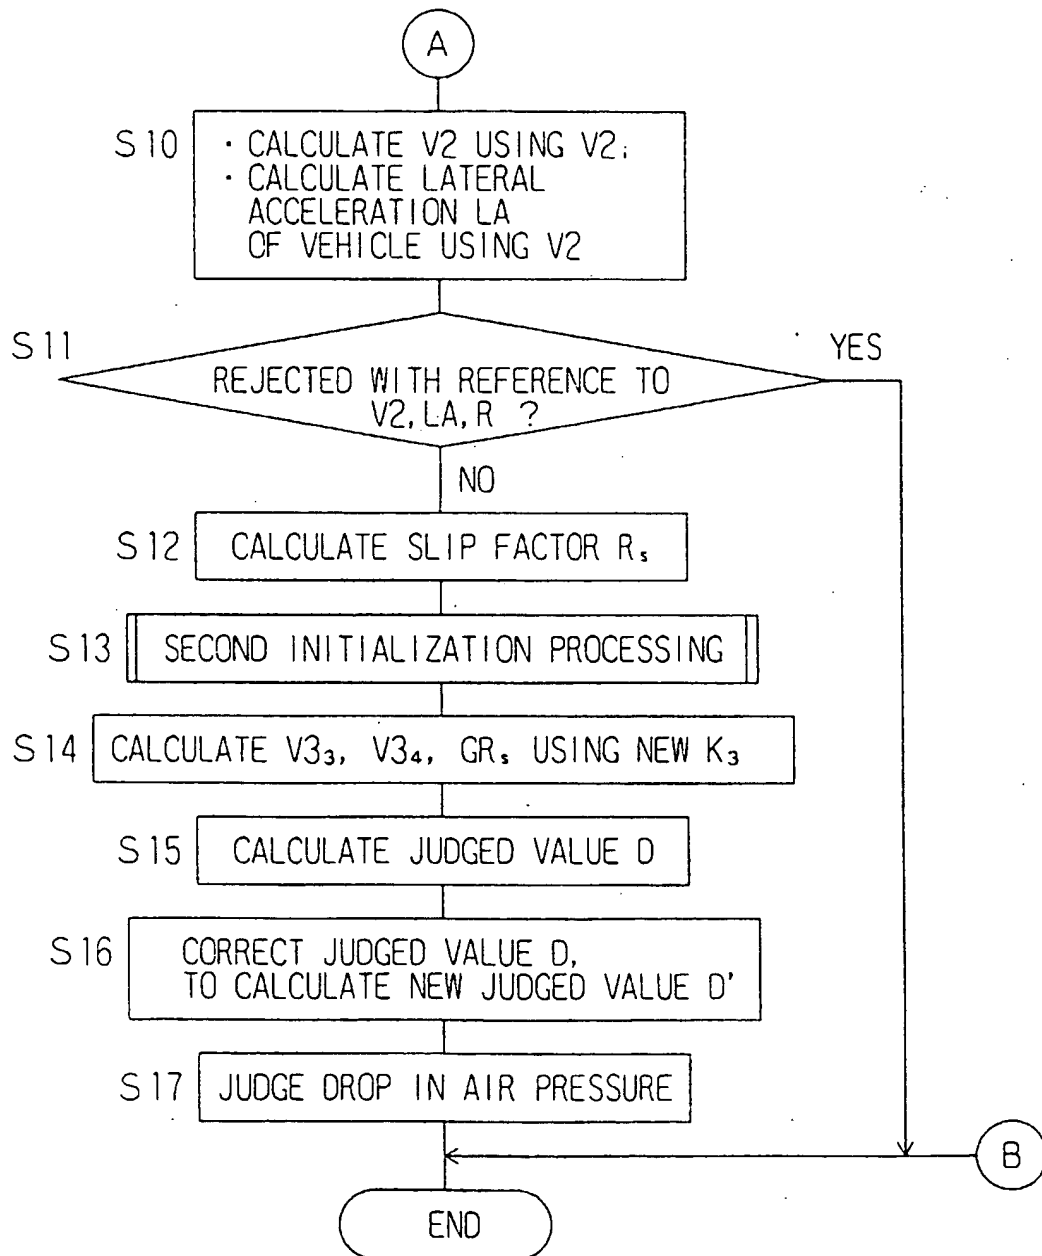 A
S10
· CALCULATE V2 USING V2ᵢ
· CALCULATE LATERAL
ACCELERATION LA
OF VEHICLE USING V2
S11
YES
REJECTED WITH REFERENCE TO
V2, LA, R ?
NO
S12
CALCULATE SLIP FACTOR Rₛ
S13
SECOND INITIALIZATION PROCESSING
S14
CALCULATE V3₃, V3₄, GRₛ USING NEW K₃
S15
CALCULATE JUDGED VALUE D
S16
CORRECT JUDGED VALUE D,
TO CALCULATE NEW JUDGED VALUE D'
S17
JUDGE DROP IN AIR PRESSURE
B
END